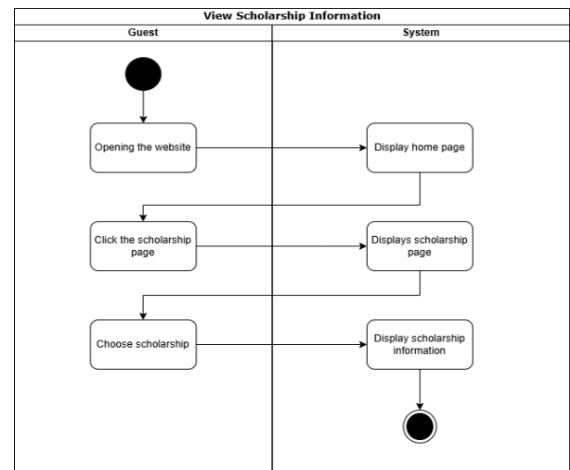 View Scholarship Information
Guest
System
Opening the website
Display home page
Click the scholarship
page
Displays scholarship
page
Choose scholarship
Display scholarship
information